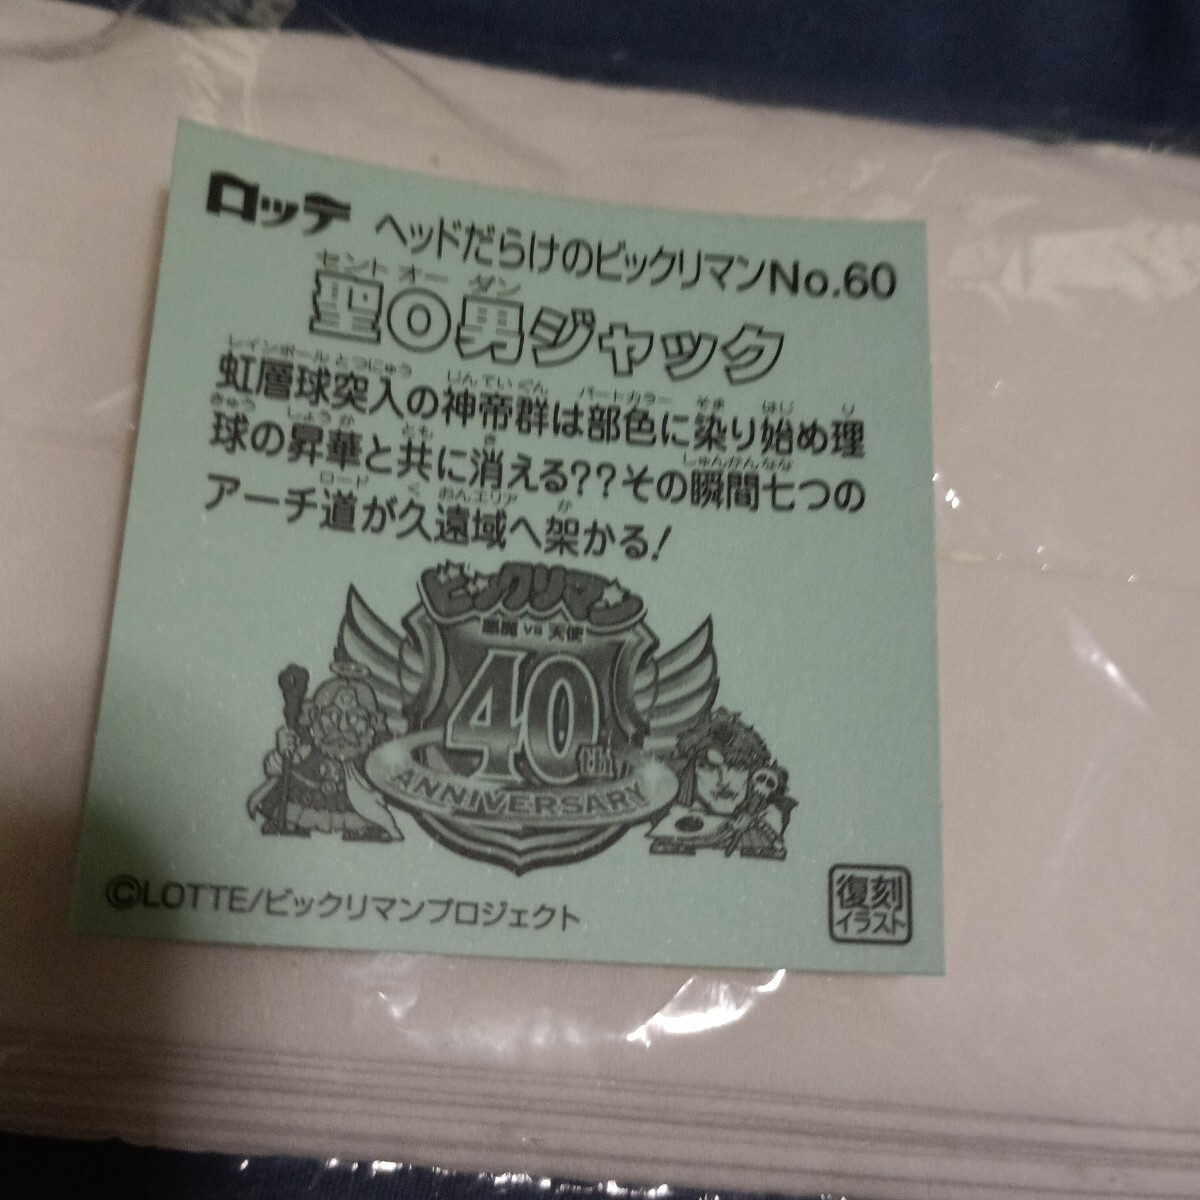 ロッテ ヘッドだらけのビックリマンNo.60
セント オー ダン
聖O男ジャック
レインボール とつにゅう じんていぐん パートカラー そま はじ り
虹層球突入の神帝群は部色に染り始め理
きゅう しょうか とも き しゅんかんなな
球の昇華と共に消える??その瞬間七つの
ロード くおんエリア か
アーチ道が久遠域へ架かる!
ビックリマン
悪魔 vs 天使
40th
ANNIVERSARY
©LOTTE/ビックリマンプロジェクト
復刻
イラスト